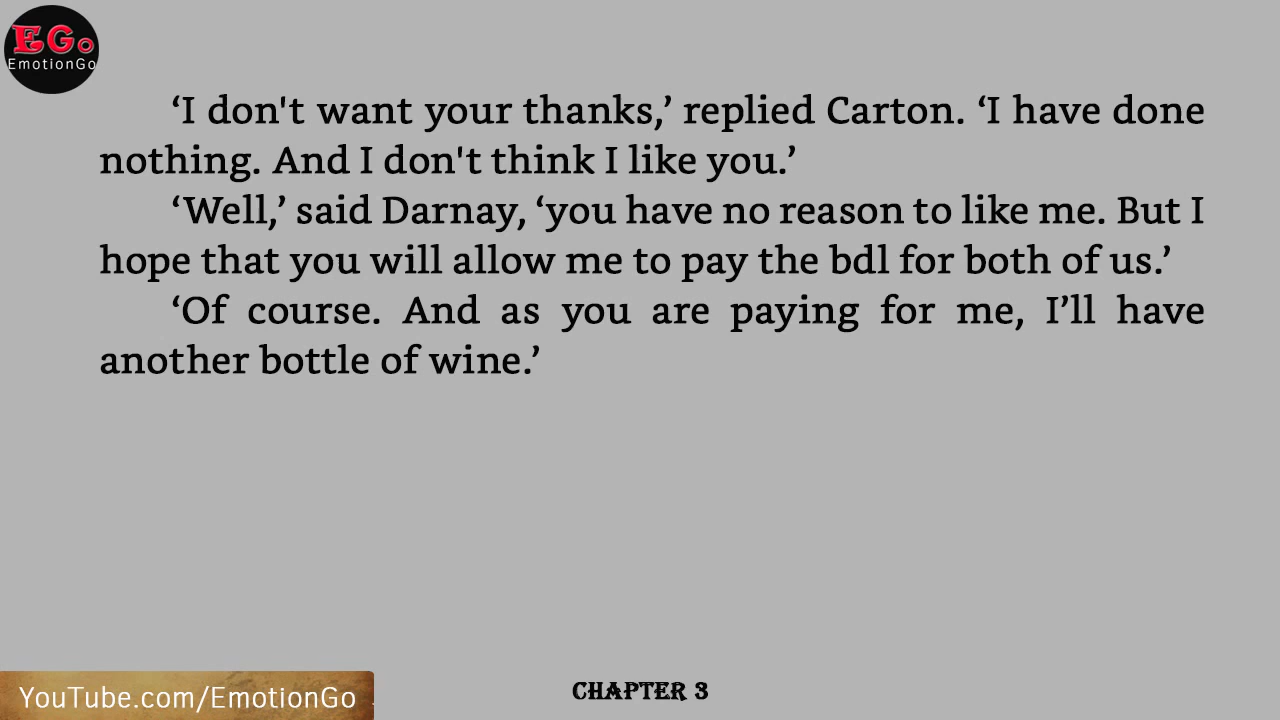 EGo
EmotionGo
‘I don't want your thanks,’ replied Carton. ‘I have done
nothing. And I don't think I like you.’
‘Well,’ said Darnay, ‘you have no reason to like me. But I
hope that you will allow me to pay the bdl for both of us.’
‘Of course. And as you are paying for me, I’ll have
another bottle of wine.’
YouTube.com/EmotionGo
CHAPTER 3